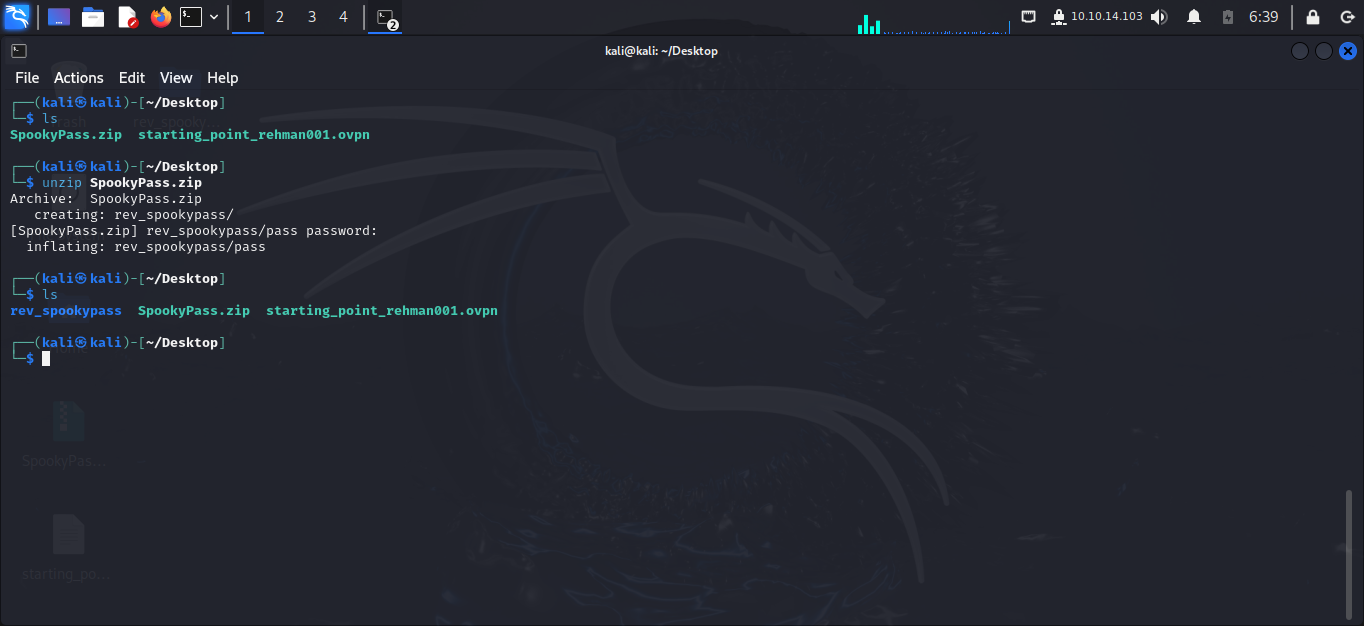 1 2 3 4 2 10.10.14.103 6:39
kali@kali: ~/Desktop
File Actions Edit View Help
┌──(kali㉿kali)-[~/Desktop]
└─$ ls
SpookyPass.zip  starting_point_rehman001.ovpn
┌──(kali㉿kali)-[~/Desktop]
└─$ unzip SpookyPass.zip
Archive:  SpookyPass.zip
   creating: rev_spookypass/
[SpookyPass.zip] rev_spookypass/pass password:
  inflating: rev_spookypass/pass
┌──(kali㉿kali)-[~/Desktop]
└─$ ls
rev_spookypass  SpookyPass.zip  starting_point_rehman001.ovpn
┌──(kali㉿kali)-[~/Desktop]
└─$
SpookyPas...
starting_po...